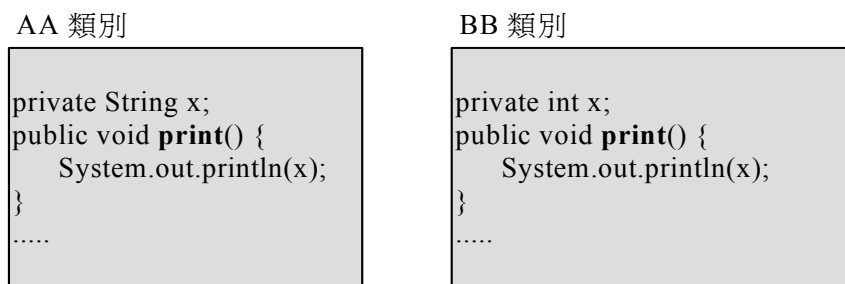 AA 類別
private String x;
public void print() {
System.out.println(x);
}
.....
BB 類別
private int x;
public void print() {
System.out.println(x);
}
.....